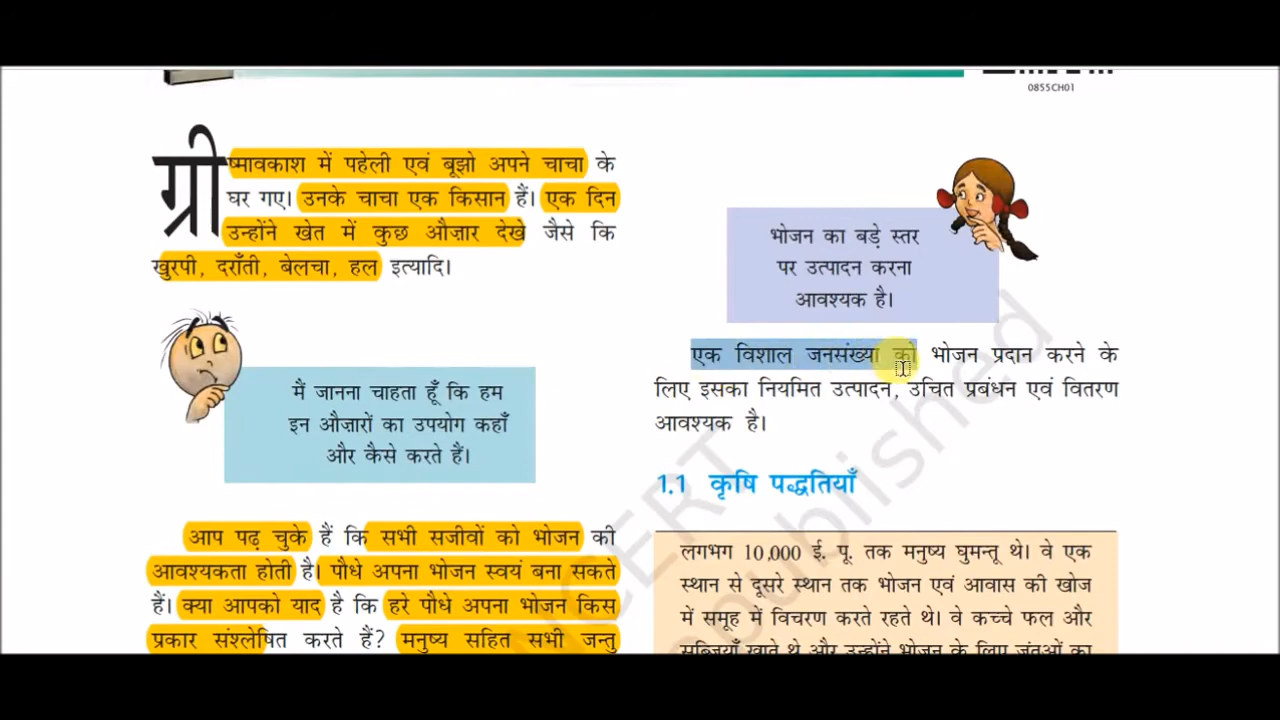 0855CH01
ग्रीष्मावकाश में पहेली एवं बूझो अपने चाचा के
घर गए। उनके चाचा एक किसान हैं। एक दिन
उन्होंने खेत में कुछ औज़ार देखे जैसे कि
खुरपी, दराँती, बेलचा, हल इत्यादि।
मैं जानना चाहता हूँ कि हम
इन औज़ारों का उपयोग कहाँ
और कैसे करते हैं।
आप पढ़ चुके हैं कि सभी सजीवों को भोजन की
आवश्यकता होती है। पौधे अपना भोजन स्वयं बना सकते
हैं। क्या आपको याद है कि हरे पौधे अपना भोजन किस
प्रकार संश्लेषित करते हैं? मनुष्य सहित सभी जन्तु
भोजन का बड़े स्तर
पर उत्पादन करना
आवश्यक है।
एक विशाल जनसंख्या को भोजन प्रदान करने के
लिए इसका नियमित उत्पादन, उचित प्रबंधन एवं वितरण
आवश्यक है।
1.1 कृषि पद्धतियाँ
लगभग 10,000 ई. पू. तक मनुष्य घुमन्तू थे। वे एक
स्थान से दूसरे स्थान तक भोजन एवं आवास की खोज
में समूह में विचरण करते रहते थे। वे कच्चे फल और
सब्जियाँ खाते थे और उन्होंने भोजन के लिए जंतुओं का